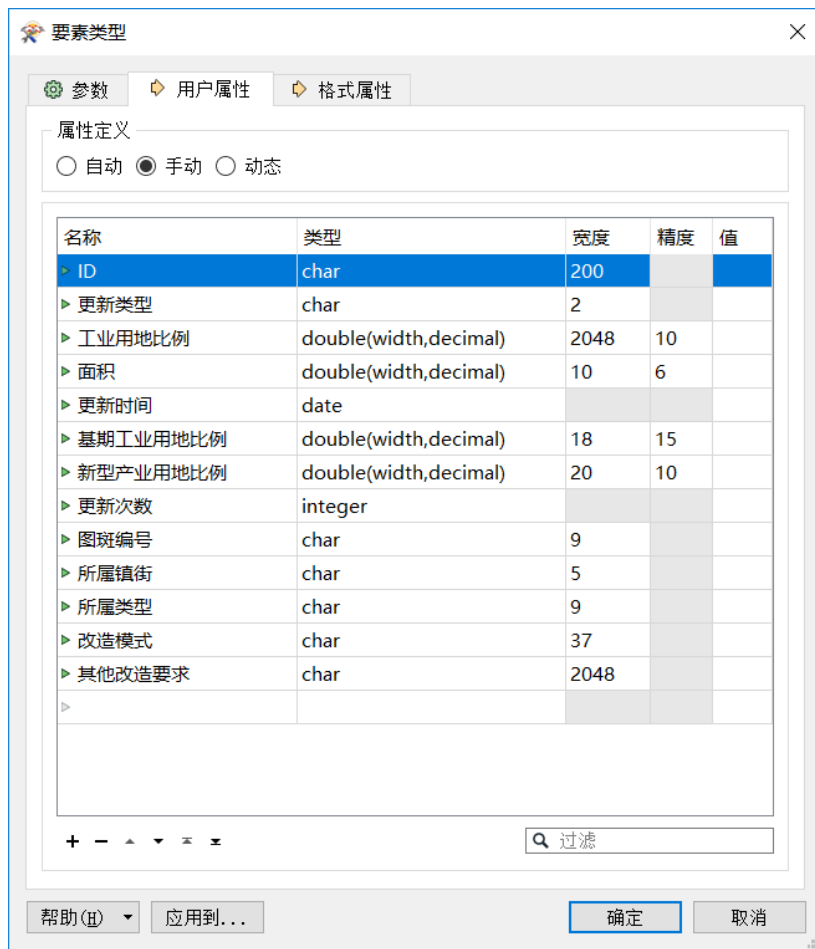 要素类型
参数 用户属性 格式属性
属性定义
自动 手动 动态
名称 类型 宽度 精度 值
ID char 200
更新类型 char 2
工业用地比例 double(width,decimal) 2048 10
面积 double(width,decimal) 10 6
更新时间 date
基期工业用地比例 double(width,decimal) 18 15
新型产业用地比例 double(width,decimal) 20 10
更新次数 integer
图斑编号 char 9
所属镇街 char 5
所属类型 char 9
改造模式 char 37
其他改造要求 char 2048
过滤
帮助(H) 应用到... 确定 取消